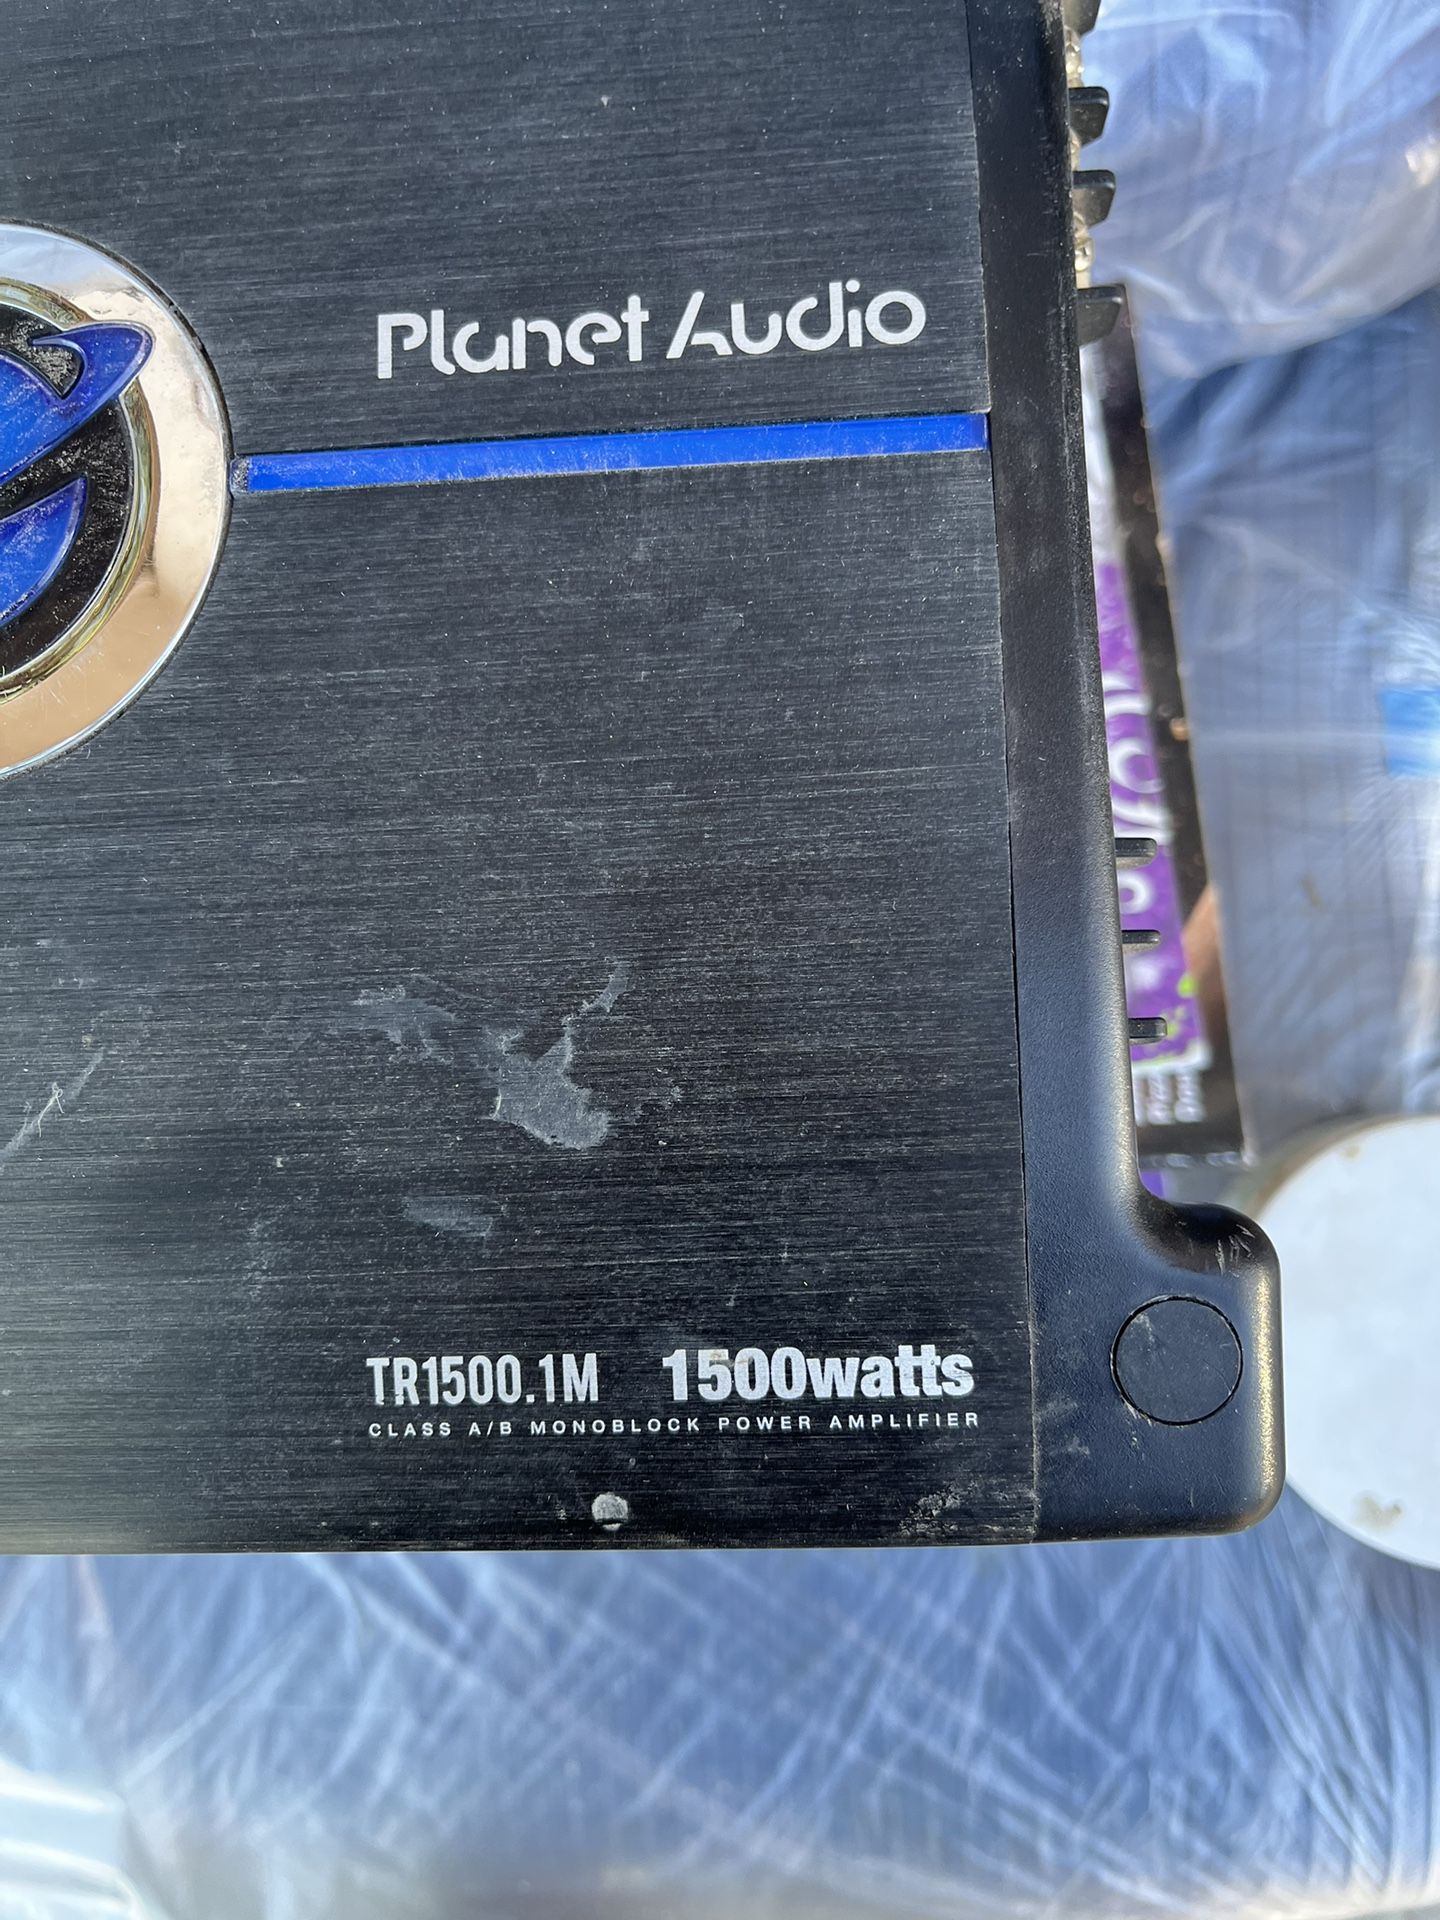 Planet Audio
TR1500.1M 1500watts
CLASS A/B MONOBLOCK POWER AMPLIFIER